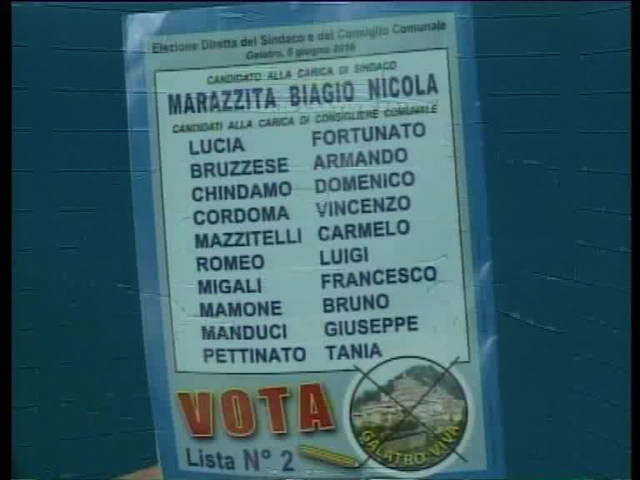 Elezione Diretta del Sindaco e del Consiglio Comunale
Galatro, 5 giugno 2016
CANDIDATO ALLA CARICA DI SINDACO
MARAZZITA BIAGIO NICOLA
CANDIDATI ALLA CARICA DI CONSIGLIERE COMUNALE
LUCIA FORTUNATO
BRUZZESE ARMANDO
CHINDAMO DOMENICO
CORDOMA VINCENZO
MAZZITELLI CARMELO
ROMEO LUIGI
MIGALI FRANCESCO
MAMONE BRUNO
MANDUCI GIUSEPPE
PETTINATO TANIA
VOTA
Lista N° 2
GALATRO VIVA